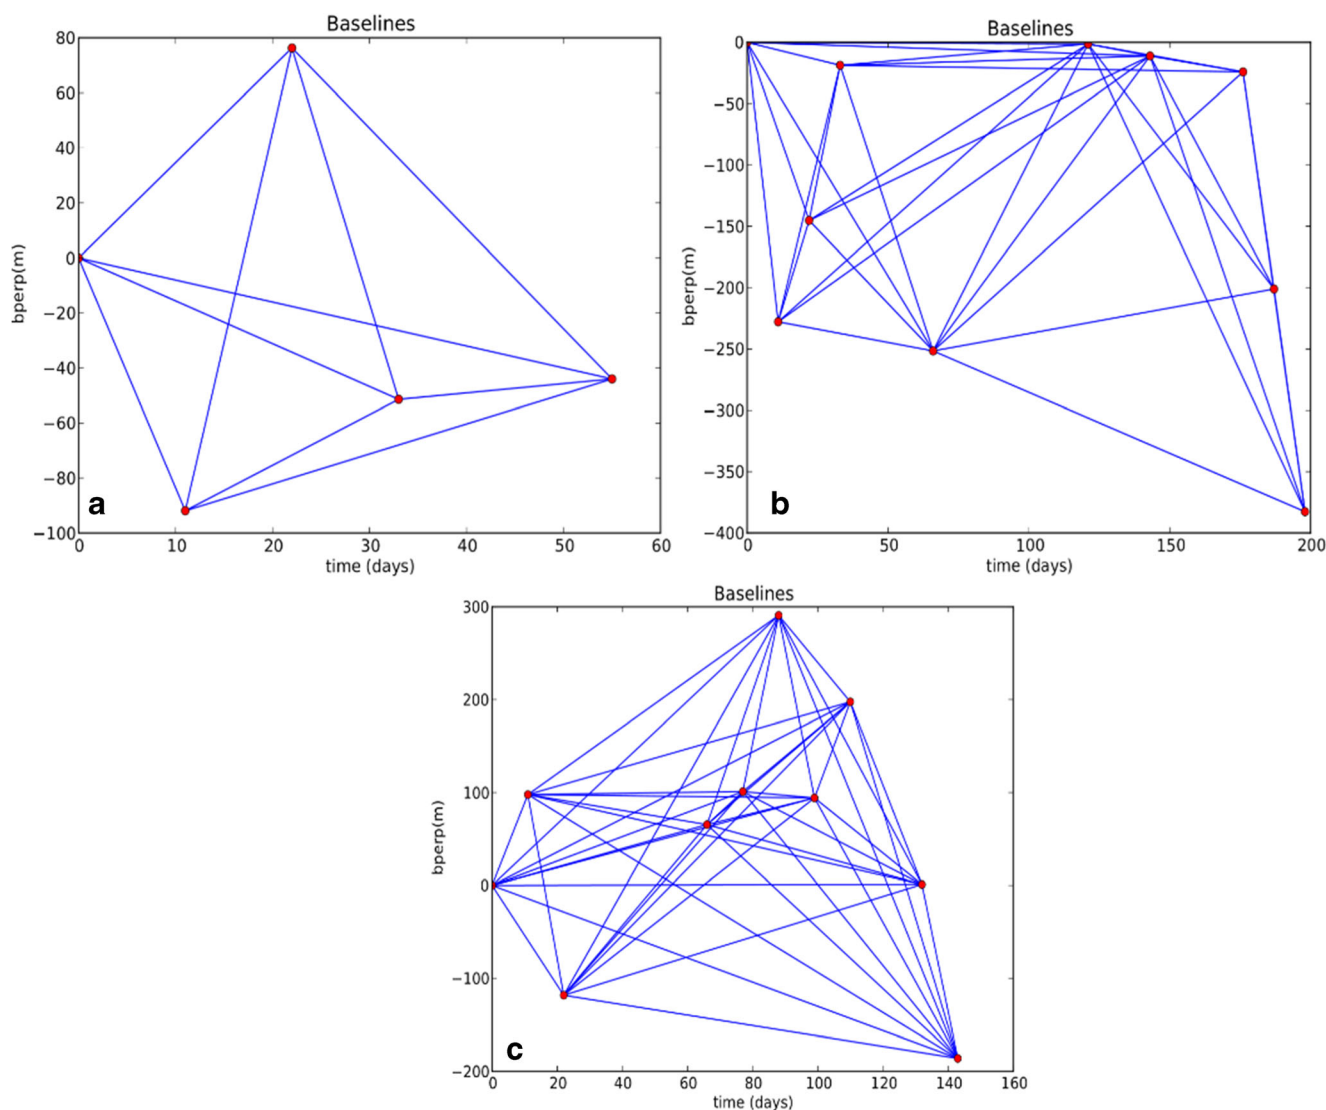 Baselines
80
60
40
20
0
−20
−40
−60
−80
−100
bperp(m)
0 10 20 30 40 50 60
time (days)
a
Baselines
0
−50
−100
−150
−200
−250
−300
−350
−400
bperp(m)
0 50 100 150 200
time (days)
b
Baselines
300
200
100
0
−100
−200
bperp(m)
0 20 40 60 80 100 120 140 160
time (days)
c